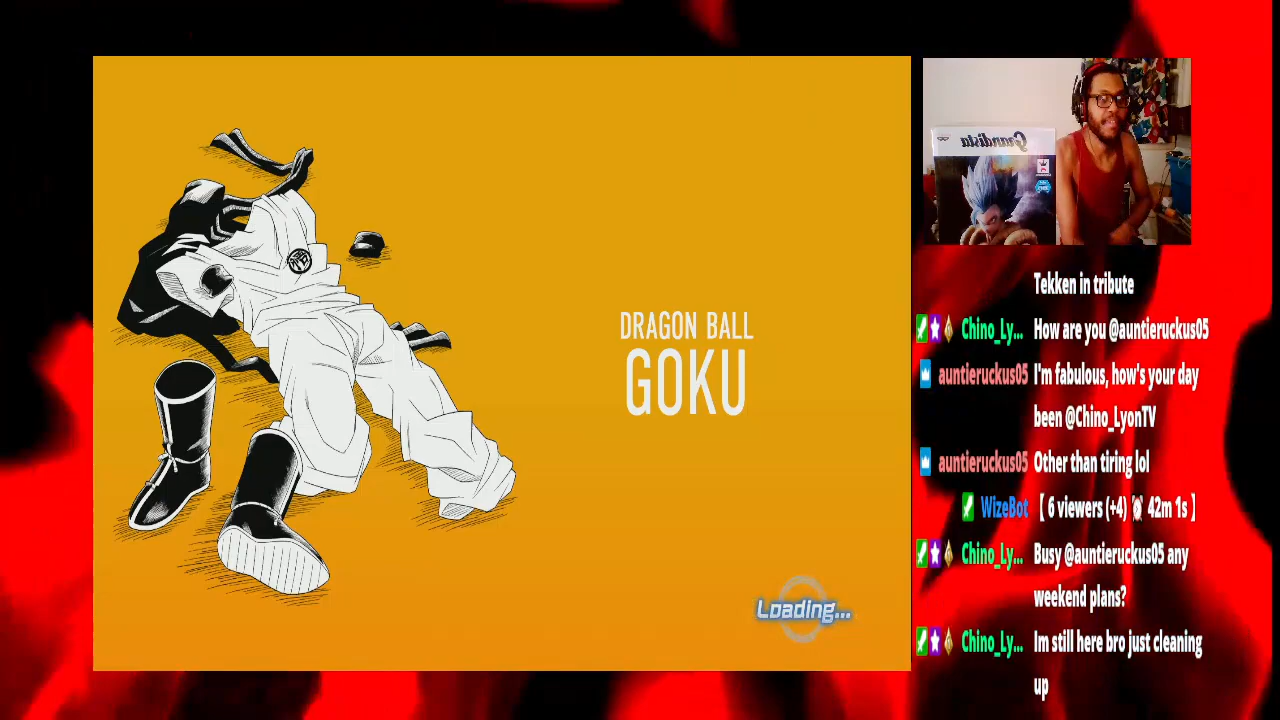 Grandista
DRAGON BALL
GOKU
Loading...
Tekken in tribute
Chino_Ly... How are you @auntieruckus05
auntieruckus05 I'm fabulous, how's your day
been @Chino_LyonTV
auntieruckus05 Other than tiring lol
WizeBot 【 6 viewers (+4) ⏰ 42m 1s 】
Chino_Ly... Busy @auntieruckus05 any
weekend plans?
Chino_Ly... Im still here bro just cleaning
up